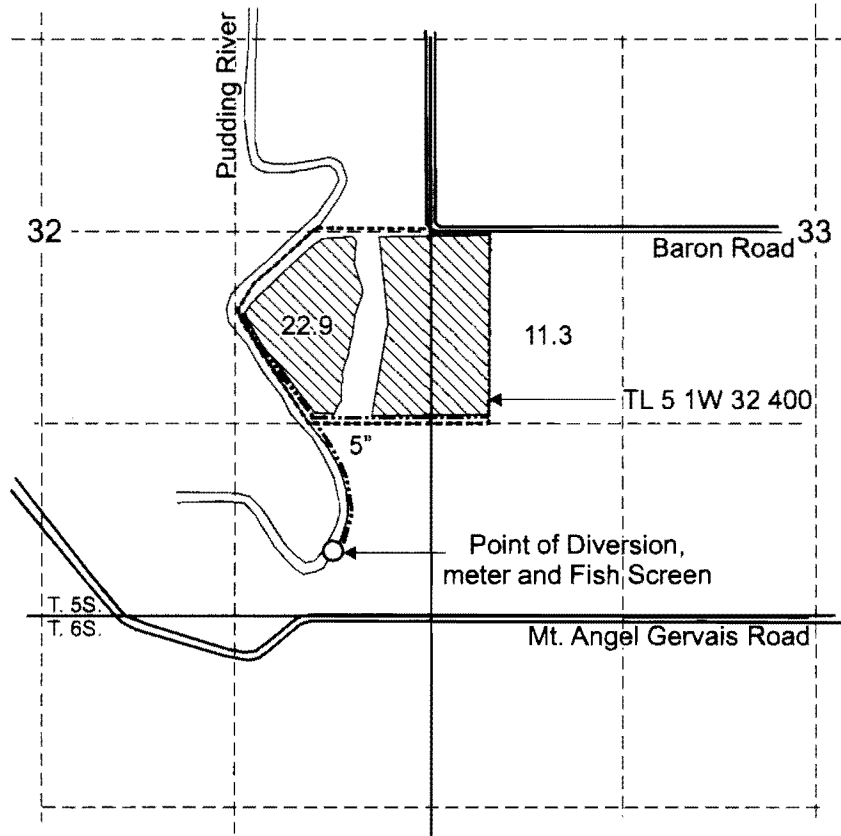 Pudding River
32
33
Baron Road
22.9
11.3
TL 5 1W 32 400
5"
Point of Diversion,
meter and Fish Screen
T. 5S.
T. 6S.
Mt. Angel Gervais Road